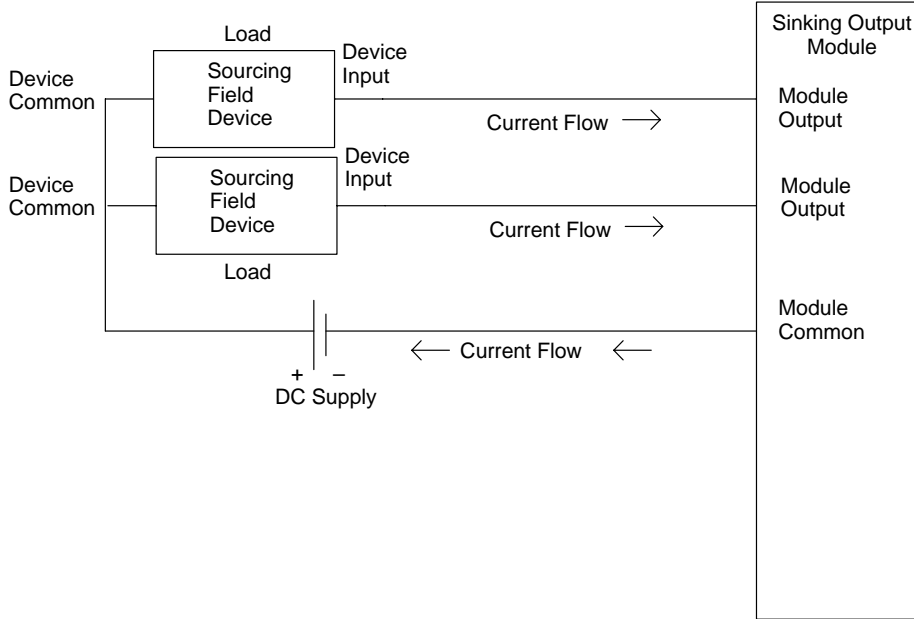 Sinking Output
Module
Load
Device
Common
Sourcing
Field
Device
Device
Input
Current Flow
Module
Output
Device
Common
Sourcing
Field
Device
Device
Input
Current Flow
Module
Output
Load
Module
Common
Current Flow
+ –
DC Supply